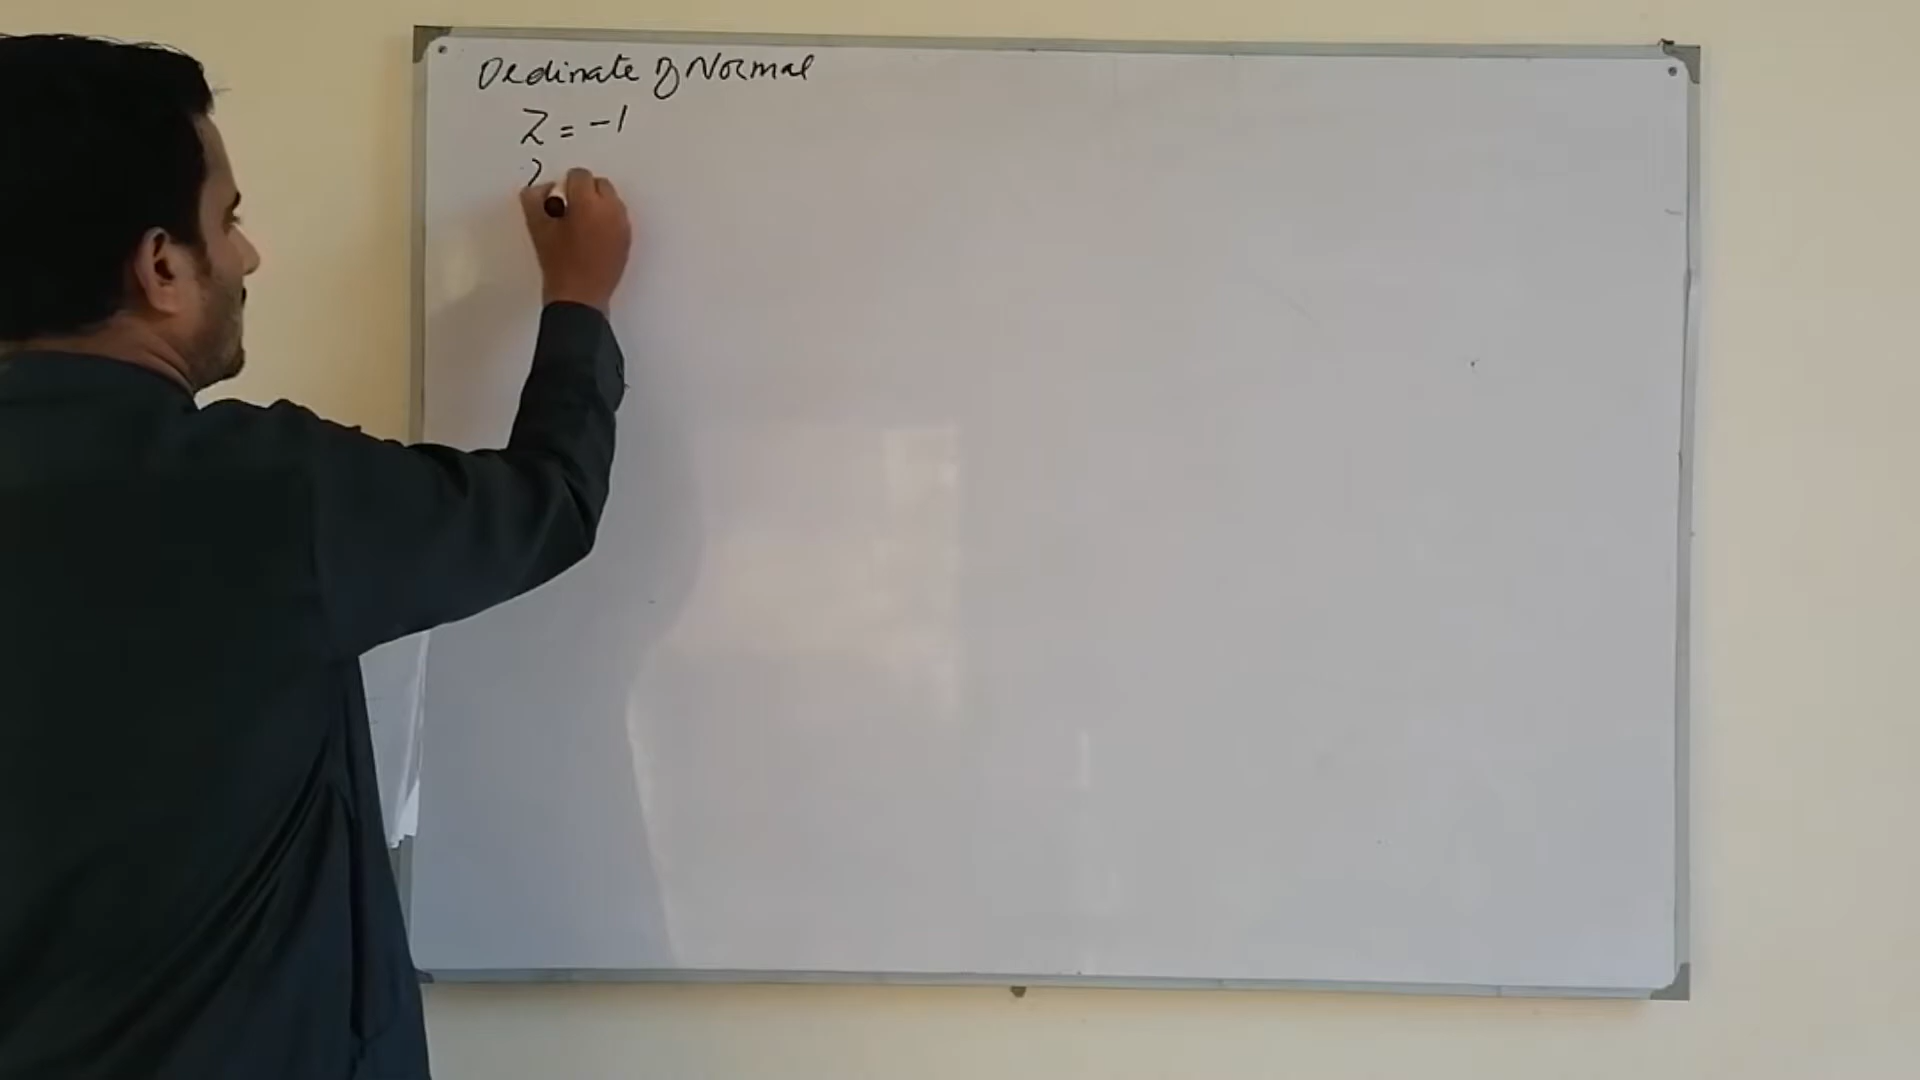 Ordinate of Normal
Z = -1
Z